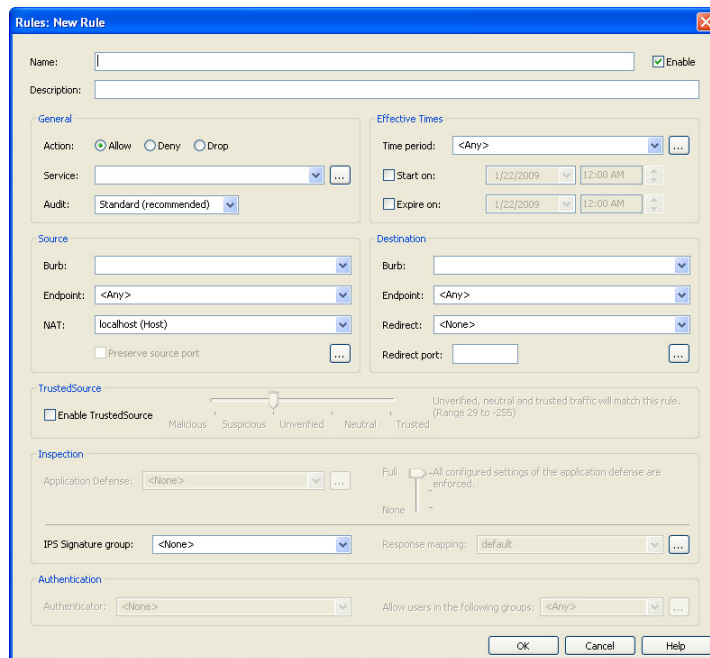 Rules: New Rule
Name: Enable
Description:
General
Action: Allow Deny Drop
Service: ...
Audit: Standard (recommended)
Effective Times
Time period: <Any> ...
Start on: 1/22/2009 12:00 AM
Expire on: 1/22/2009 12:00 AM
Source
Burb:
Endpoint: <Any>
NAT: localhost (Host)
Preserve source port ...
Destination
Burb:
Endpoint: <Any>
Redirect: <None>
Redirect port: ...
TrustedSource
Enable TrustedSource
Malicious Suspicious Unverified Neutral Trusted
Unverified, neutral and trusted traffic will match this rule.
(Range 29 to -255)
Inspection
Application Defense: <None> ...
Full All configured settings of the application defense are
enforced.
None
IPS Signature group: <None>
Response mapping: default ...
Authentication
Authenticator: <None>
Allow users in the following groups: <Any> ...
OK Cancel Help